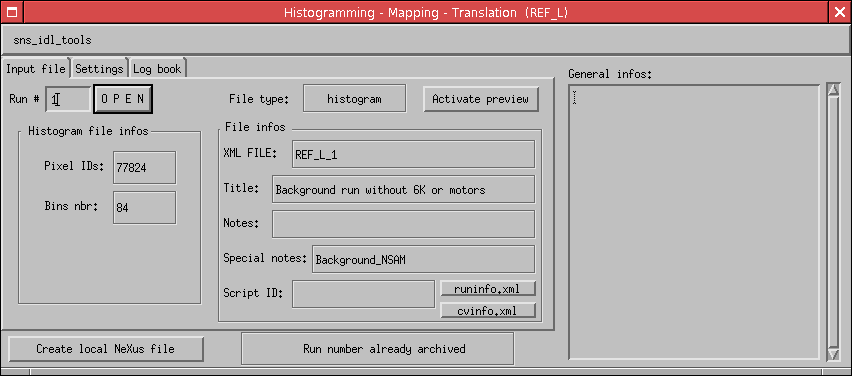 Histogramming - Mapping - Translation (REF_L)
sns_idl_tools
Input file Settings Log book
General infos:
Run # 1 O P E N File type: histogram Activate preview
Histogram file infos
File infos
Pixel IDs: 77824
Bins nbr: 84
XML FILE: REF_L_1
Title: Background run without 6K or motors
Notes:
Special notes: Background_NSAM
Script ID: runinfo.xml
cvinfo.xml
Create local NeXus file Run number already archived